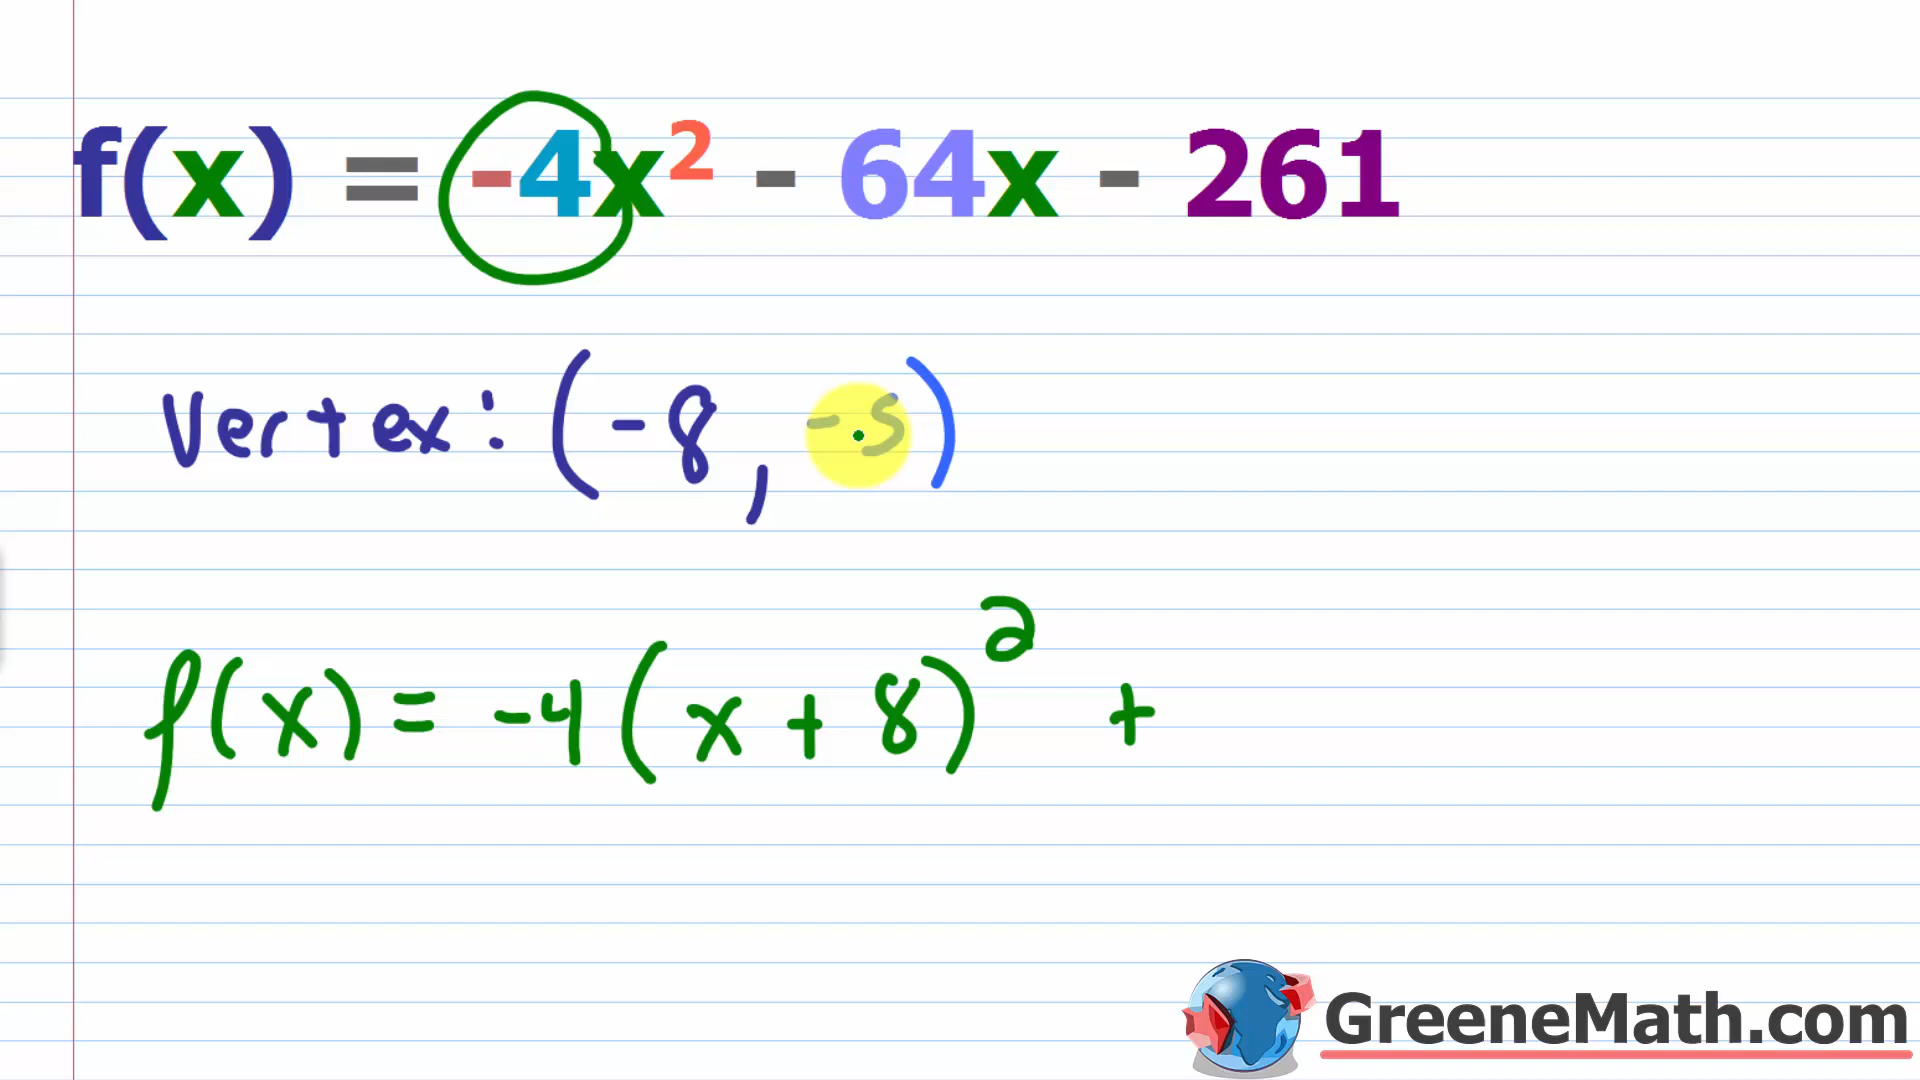 f(x) = -4x² - 64x - 261
Vertex: (-8, -5)
f(x) = -4(x + 8)² +
GreeneMath.com